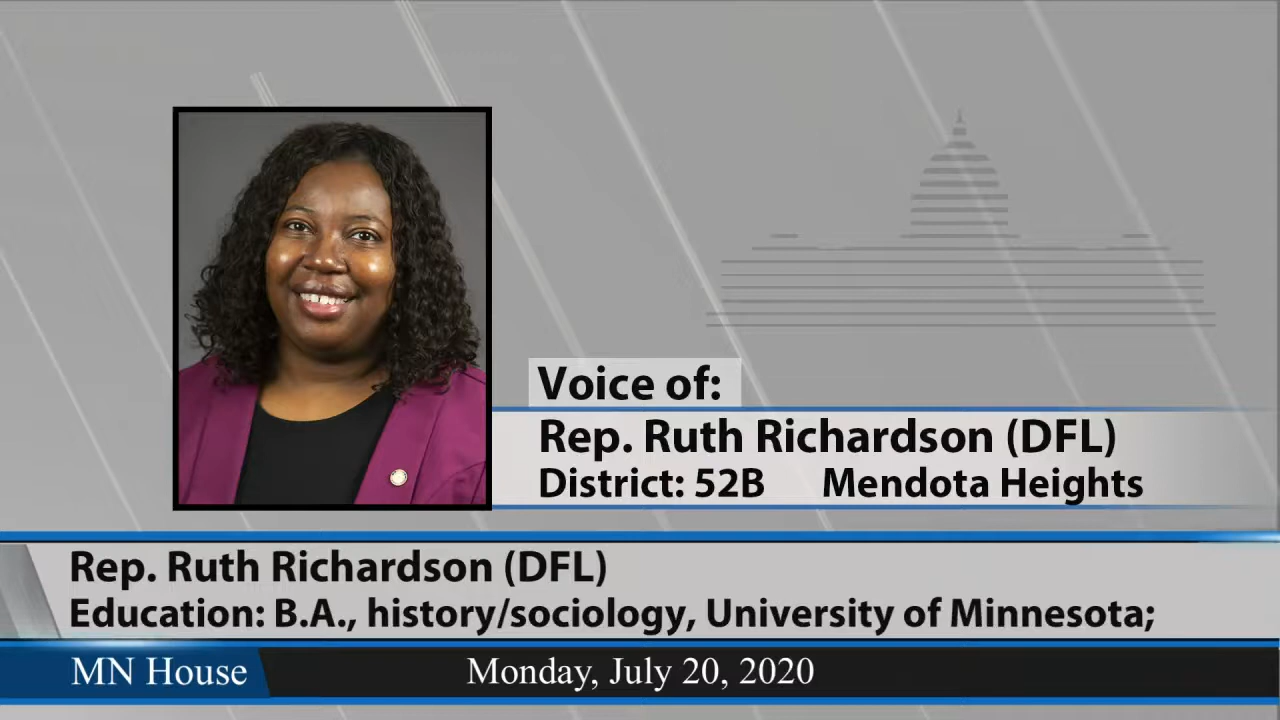 Voice of:
Rep. Ruth Richardson (DFL)
District: 52B Mendota Heights
Rep. Ruth Richardson (DFL)
Education: B.A., history/sociology, University of Minnesota;
MN House Monday, July 20, 2020